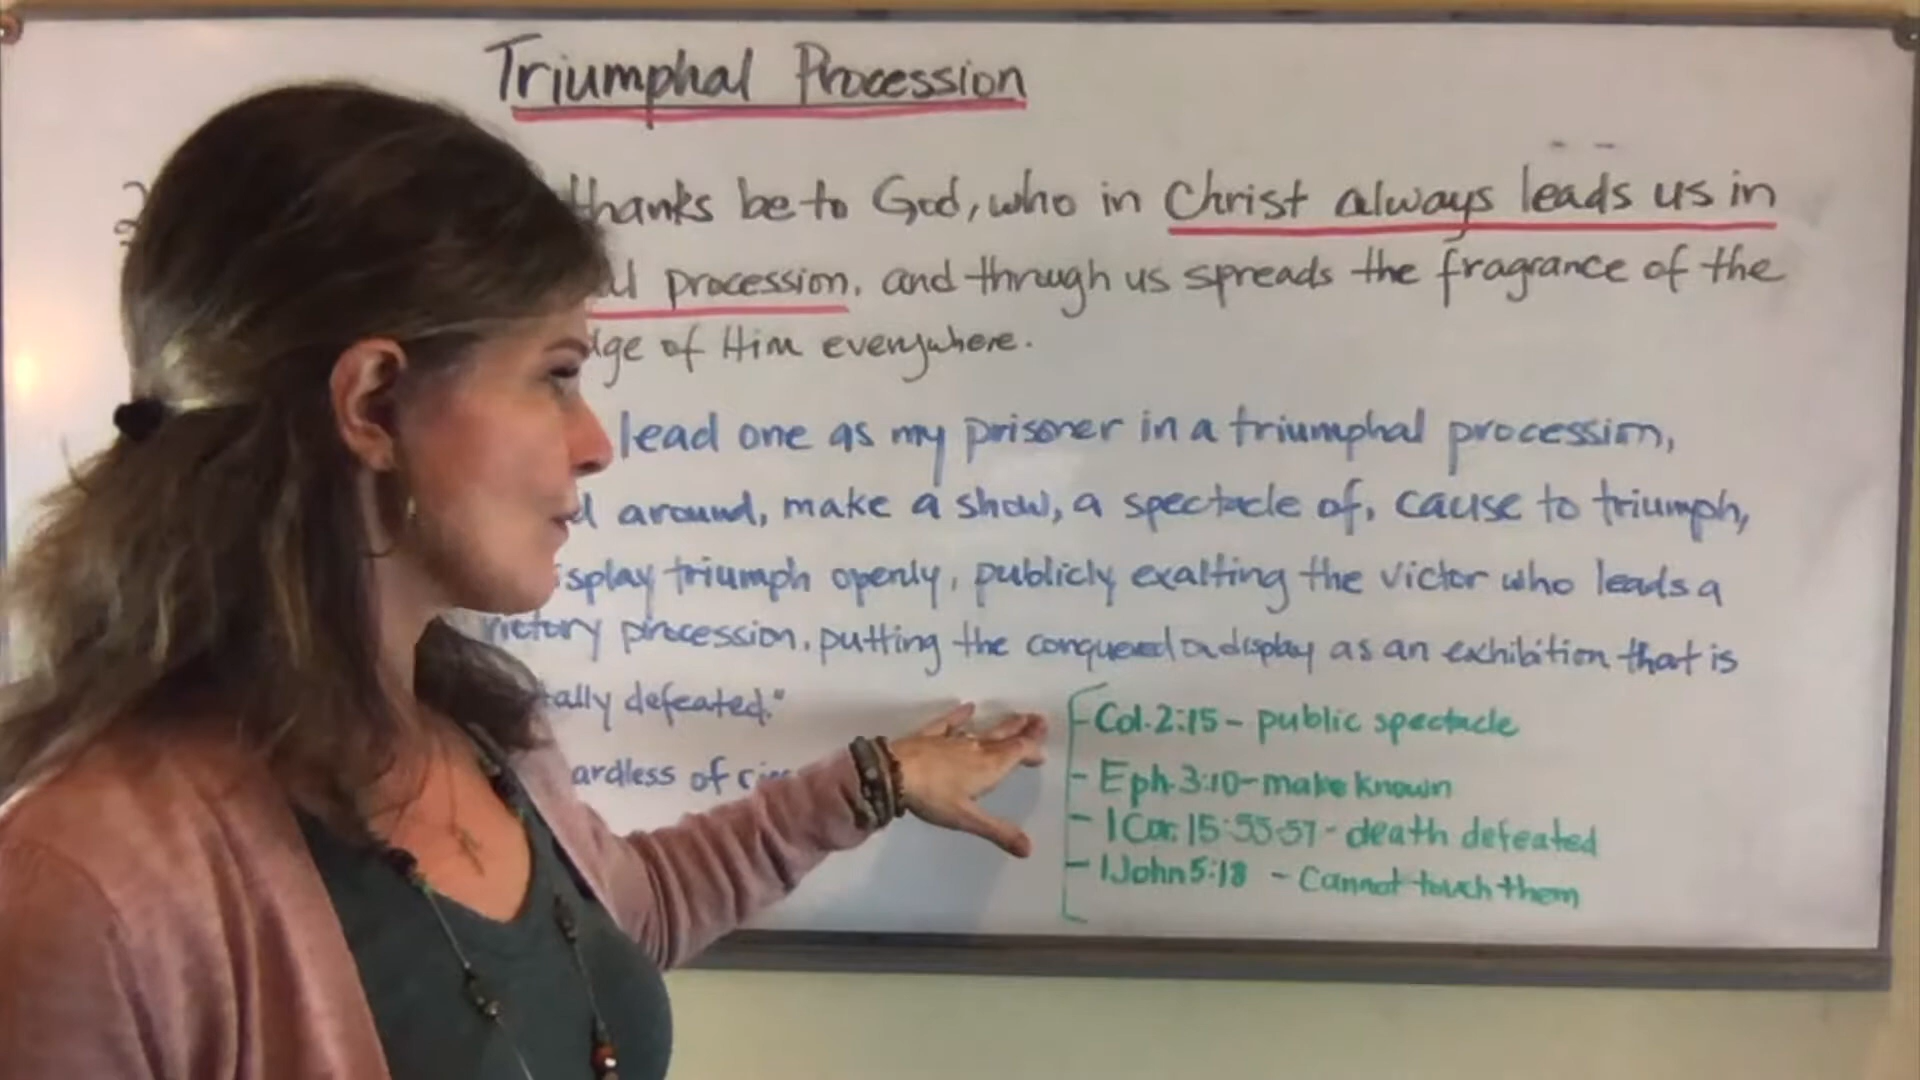 Triumphal Procession
2 thanks be to God, who in Christ always leads us in
al procession, and through us spreads the fragrance of the
dge of Him everywhere.
lead one as my prisoner in a triumphal procession,
d around, make a show, a spectacle of, cause to triumph,
splay triumph openly, publicly exalting the victor who leads a
victory procession, putting the conquered on display as an exhibition that is
tally defeated."
ardless of
Col. 2:15 - public spectacle
- Eph. 3:10 - make known
- 1 Cor. 15:55-57 - death defeated
- 1 John 5:18 - Cannot touch them